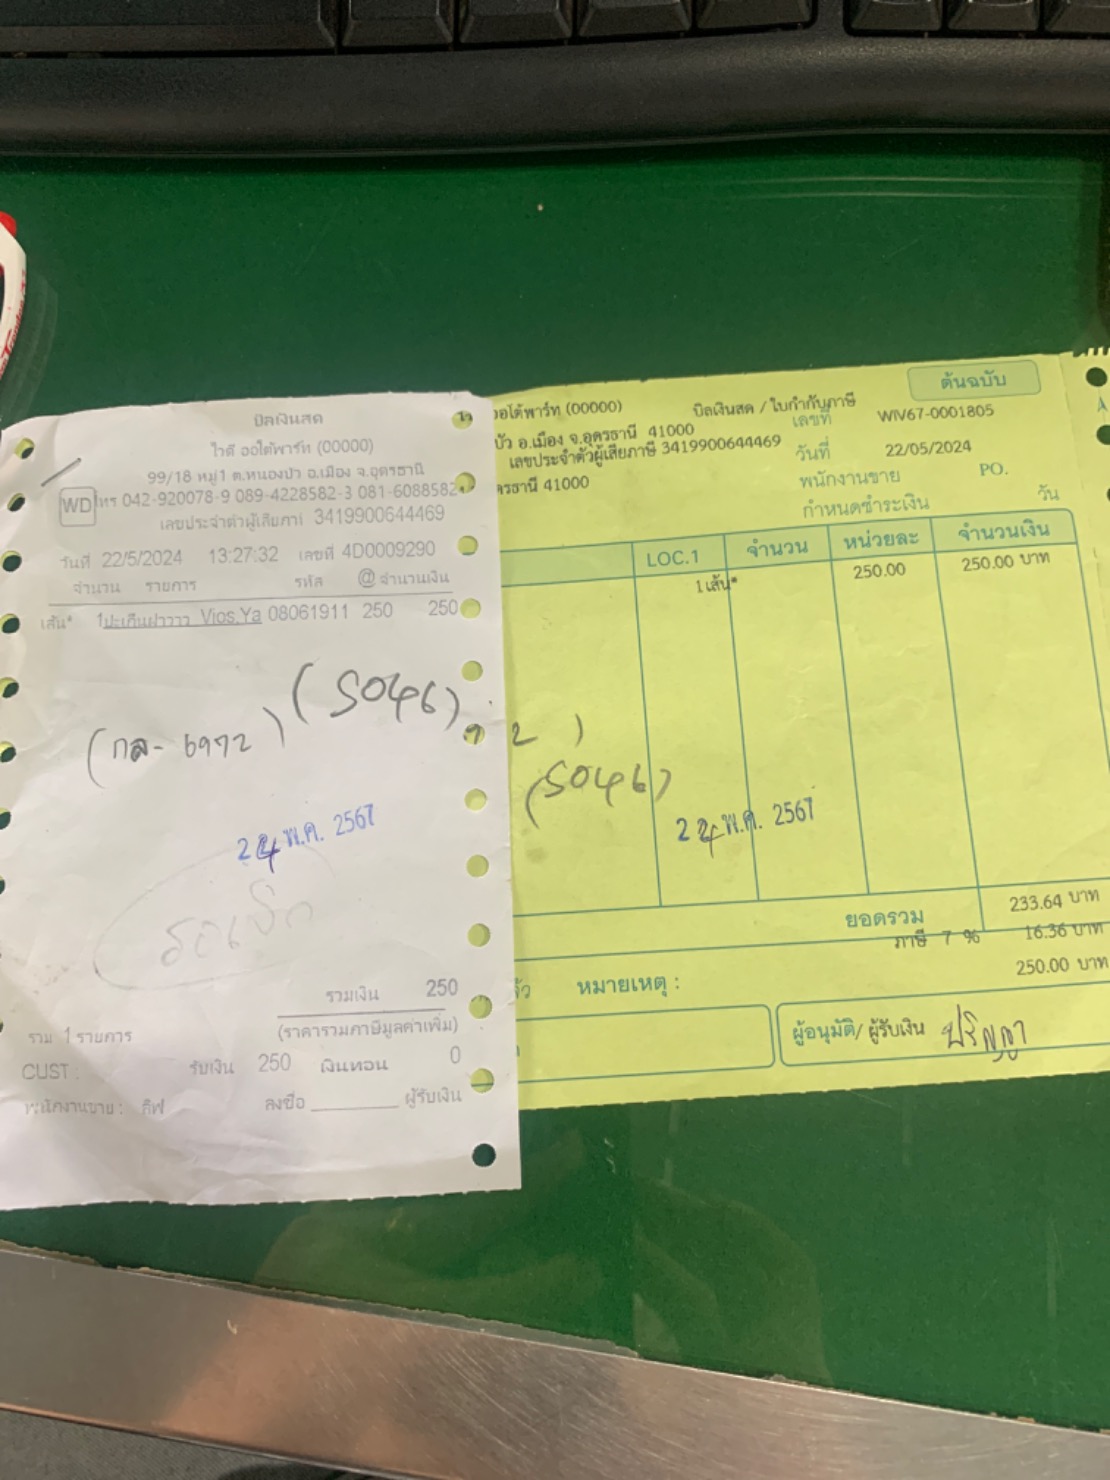 บิลเงินสด
ไวดี ออโต้พาร์ท (00000)
99/18 หมู่1 ต.หนองบัว อ.เมือง จ.อุดรธานี
WD
โทร 042-920078-9 089-4228582-3 081-6088582
เลขประจำตัวผู้เสียภาษี 3419900644469
วันที่ 22/5/2024 13:27:32 เลขที่ 4D0009290
จำนวน รายการ รหัส @ จำนวนเงิน
เส้น* 1ปะเก็นฝาวาว Vios,Ya 08061911 250 250
(S046)
(กล- 6972)
24 พ.ค. 2567
รวมเงิน 250
(ราคารวมภาษีมูลค่าเพิ่ม)
รวม 1 รายการ
CUST :
รับเงิน 250 เงินทอน 0
พนักงานขาย : กิฟ
ลงชื่อ ________ ผู้รับเงิน
ต้นฉบับ
ออโต้พาร์ท (00000)
บิลเงินสด / ใบกำกับภาษี
บัว อ.เมือง จ.อุดรธานี 41000
เลขที่ WIV67-0001805
เลขประจำตัวผู้เสียภาษี 3419900644469
วันที่ 22/05/2024
รธานี 41000
พนักงานขาย PO.
กำหนดชำระเงิน วัน
LOC.1 จำนวน หน่วยละ จำนวนเงิน
1 เส้น* 250.00 250.00 บาท
2 )
(S046)
24 พ.ค. 2567
ยอดรวม 233.64 บาท
ภาษี 7 % 16.36 บาท
250.00 บาท
หมายเหตุ :
ผู้อนุมัติ/ ผู้รับเงิน ปริญญา